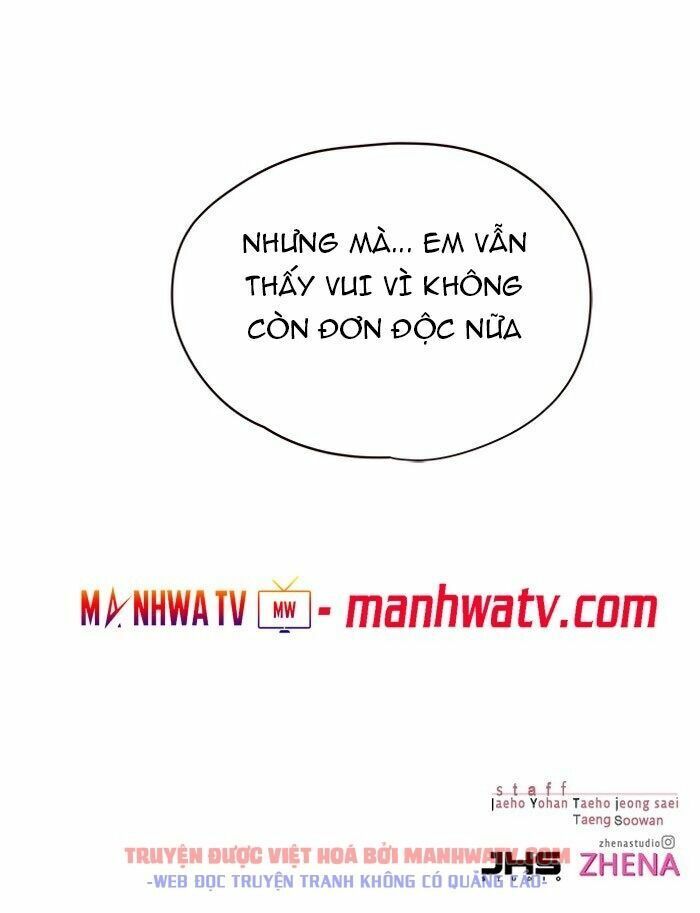 NHƯNG MÀ... EM VẪN
THẤY VUI VÌ KHÔNG
CÒN ĐƠN ĐỘC NỮA
MANHWA TV MW - manhwatv.com
staff
Jaeho Yohan Taeho jeong saei
Taeng Soowan
zhenastudio
TRUYỆN ĐƯỢC VIỆT HOÁ BỞI MANHWATV.COM
JHS ZHENA
STUDIO
-WEB ĐỌC TRUYỆN TRANH KHÔNG CÓ QUẢNG CÁO-